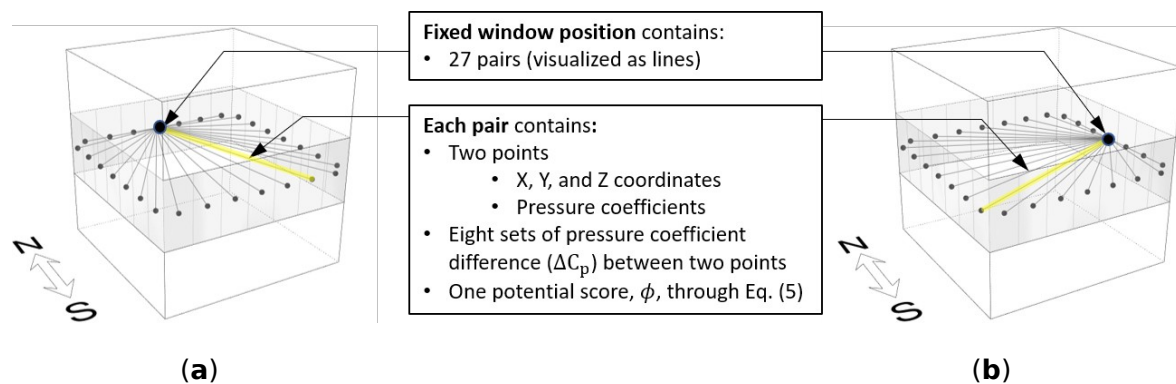 Fixed window position contains:
• 27 pairs (visualized as lines)
Each pair contains:
• Two points
• X, Y, and Z coordinates
• Pressure coefficients
• Eight sets of pressure coefficient
difference (ΔCp) between two points
• One potential score, ϕ, through Eq. (5)
N
S
N
S
(a)
(b)